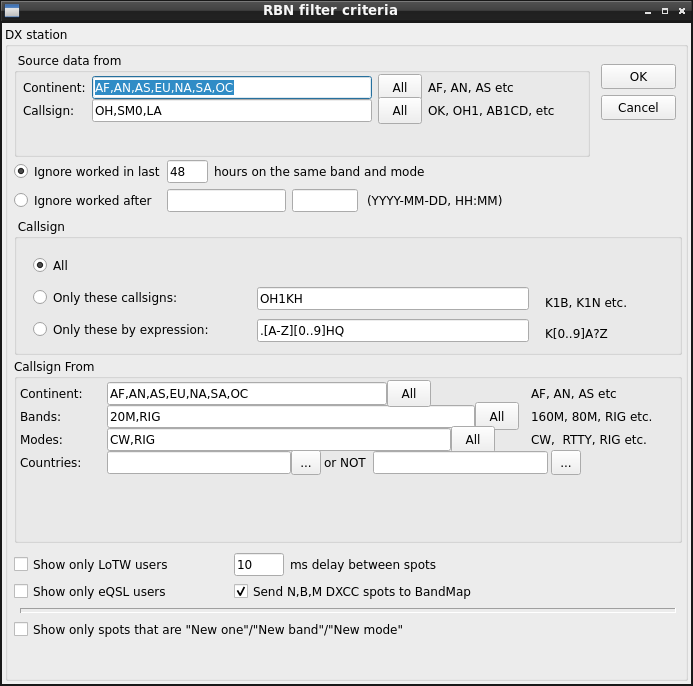 RBN filter criteria
DX station
Source data from
Continent: AF,AN,AS,EU,NA,SA,OC All AF, AN, AS etc OK
Callsign: OH,SM0,LA All OK, OH1, AB1CD, etc Cancel
Ignore worked in last 48 hours on the same band and mode
Ignore worked after (YYYY-MM-DD, HH:MM)
Callsign
All
Only these callsigns: OH1KH K1B, K1N etc.
Only these by expression: .[A-Z][0..9]HQ K[0..9]A?Z
Callsign From
Continent: AF,AN,AS,EU,NA,SA,OC All AF, AN, AS etc
Bands: 20M,RIG All 160M, 80M, RIG etc.
Modes: CW,RIG All CW, RTTY, RIG etc.
Countries: ... or NOT ...
Show only LoTW users 10 ms delay between spots
Show only eQSL users Send N,B,M DXCC spots to BandMap
Show only spots that are "New one"/"New band"/"New mode"